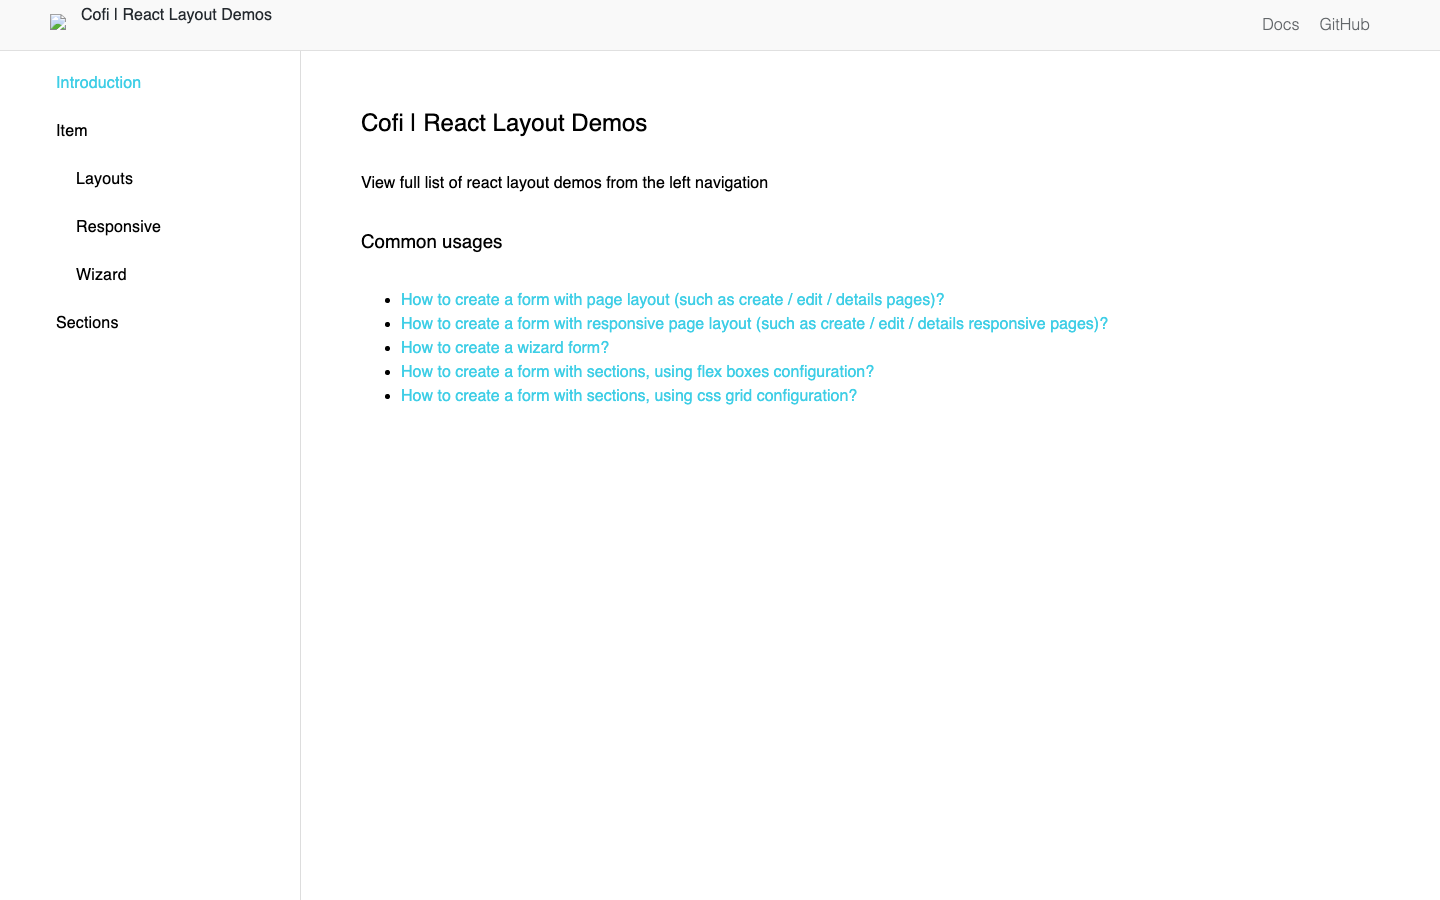 Cofi | React Layout Demos
Docs
GitHub
Introduction
Item
Layouts
Responsive
Wizard
Sections
Cofi | React Layout Demos
View full list of react layout demos from the left navigation
Common usages
How to create a form with page layout (such as create / edit / details pages)?
How to create a form with responsive page layout (such as create / edit / details responsive pages)?
How to create a wizard form?
How to create a form with sections, using flex boxes configuration?
How to create a form with sections, using css grid configuration?